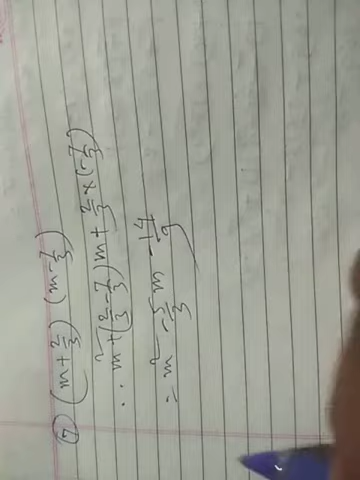 ⑦ (m + 2/3) (m - 7/3)
∴ m² + (2/3 - 7/3) m + 2/3 × (-7/3)
= m² - 5/3 m - 14/9